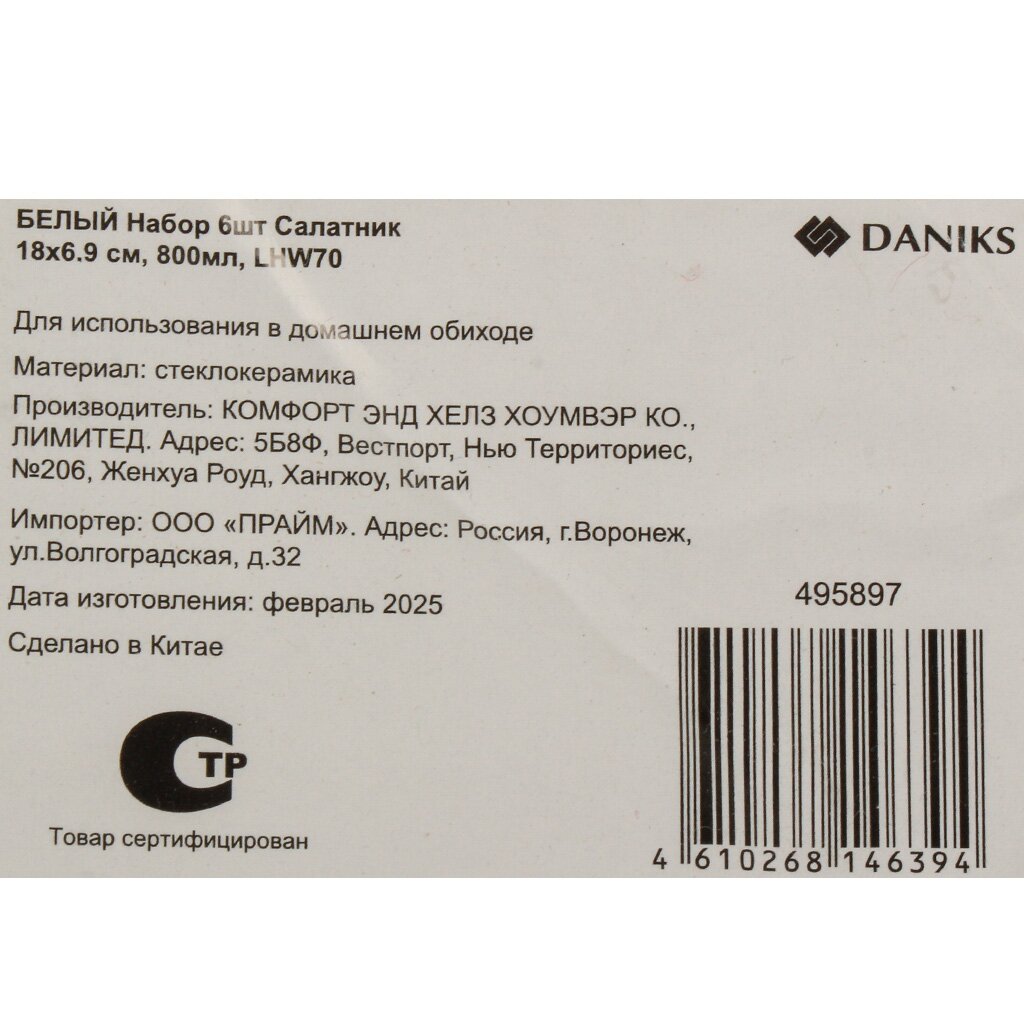 БЕЛЫЙ Набор 6шт Салатник
18х6.9 см, 800мл, LHW70
DANIKS
Для использования в домашнем обиходе
Материал: стеклокерамика
Производитель: КОМФОРТ ЭНД ХЕЛЗ ХОУМВЭР КО.,
ЛИМИТЕД. Адрес: 5Б8Ф, Вестпорт, Нью Территориес,
№206, Женхуа Роуд, Хангжоу, Китай
Импортер: ООО «ПРАЙМ». Адрес: Россия, г.Воронеж,
ул.Волгоградская, д.32
Дата изготовления: февраль 2025
Сделано в Китае
495897
ТР
Товар сертифицирован
4 610268 146394